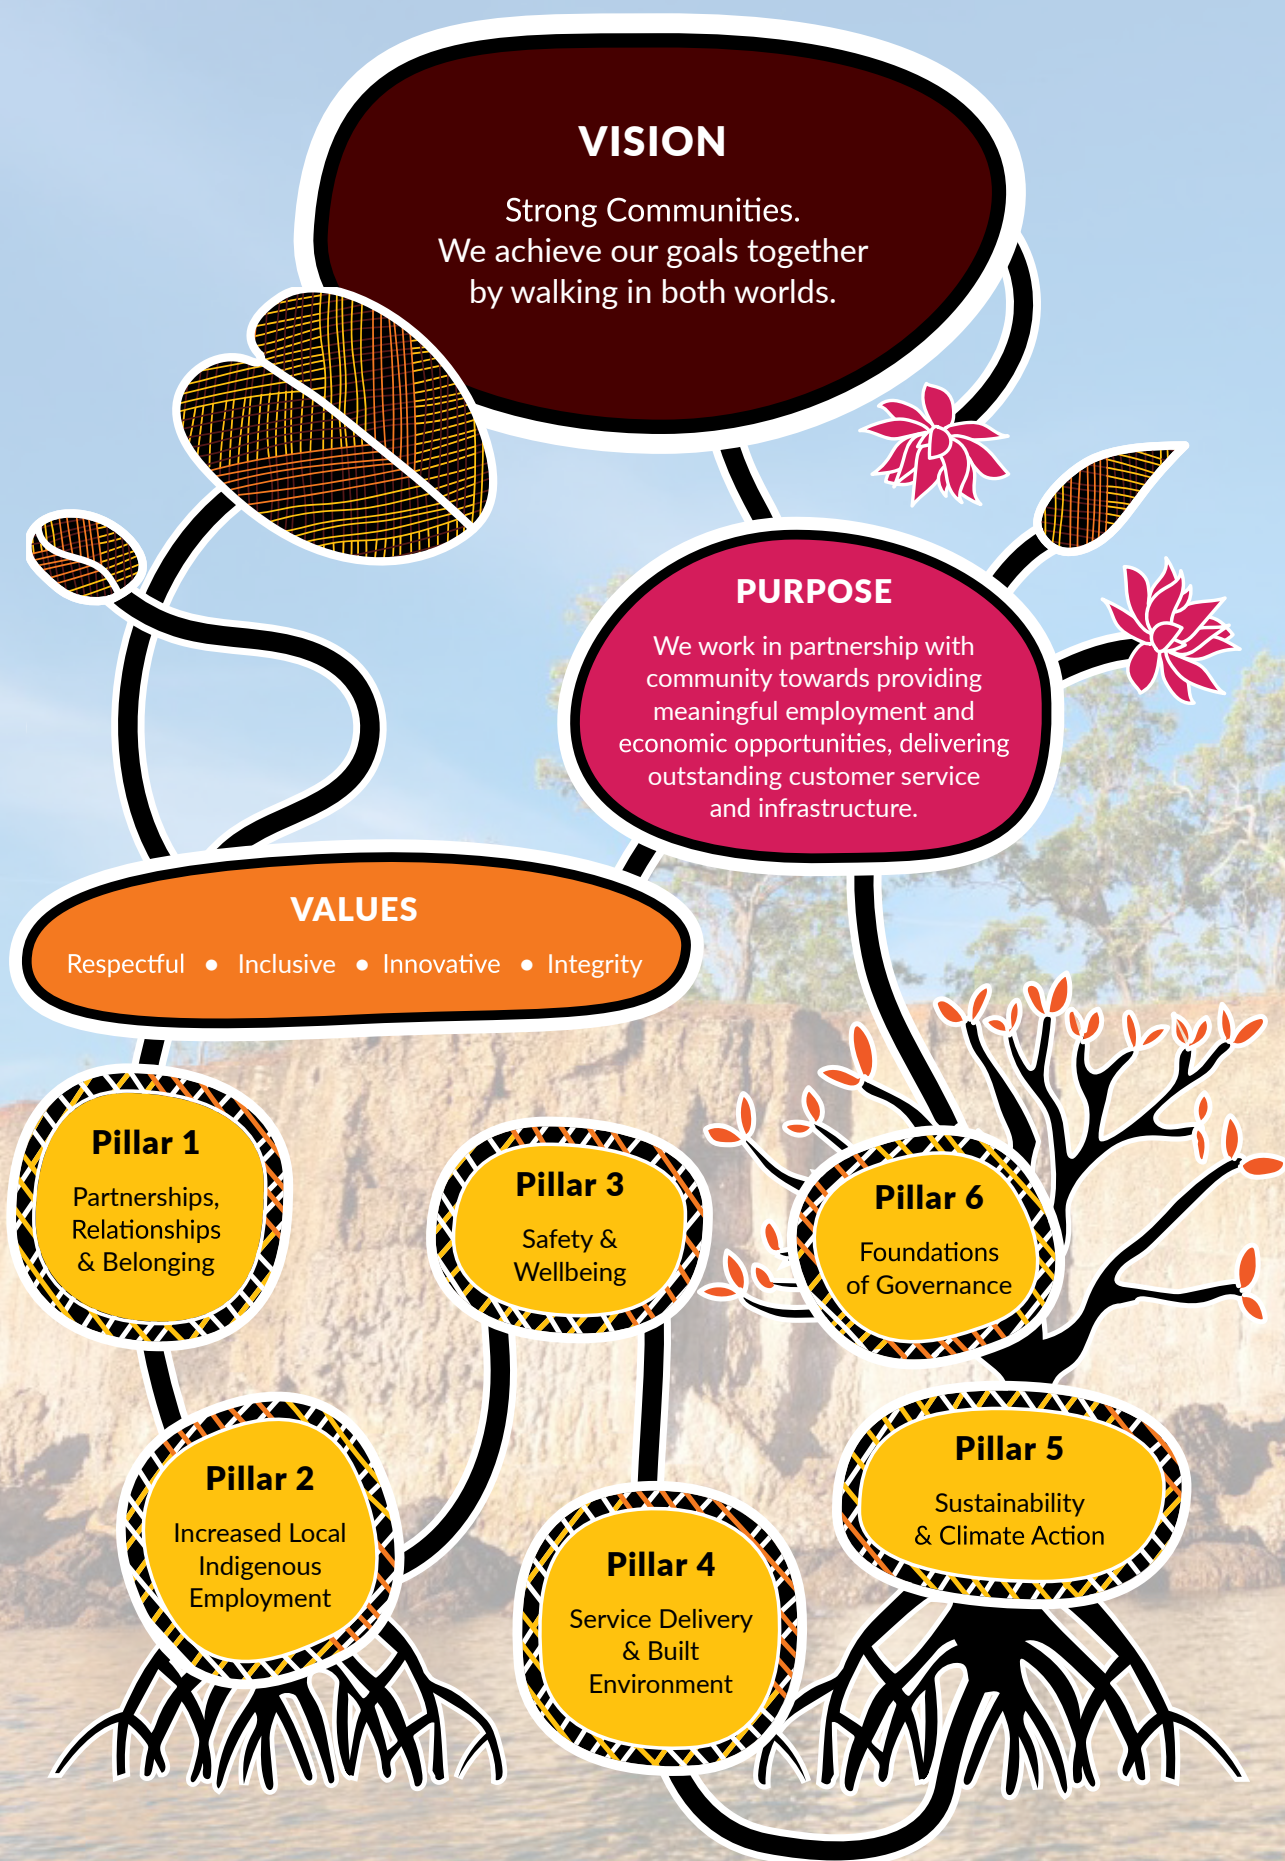 VISION
Strong Communities.
We achieve our goals together
by walking in both worlds.
PURPOSE
We work in partnership with
community towards providing
meaningful employment and
economic opportunities, delivering
outstanding customer service
and infrastructure.
VALUES
Respectful • Inclusive • Innovative • Integrity
Pillar 1
Partnerships,
Relationships
& Belonging
Pillar 2
Increased Local
Indigenous
Employment
Pillar 3
Safety &
Wellbeing
Pillar 4
Service Delivery
& Built
Environment
Pillar 5
Sustainability
& Climate Action
Pillar 6
Foundations
of Governance